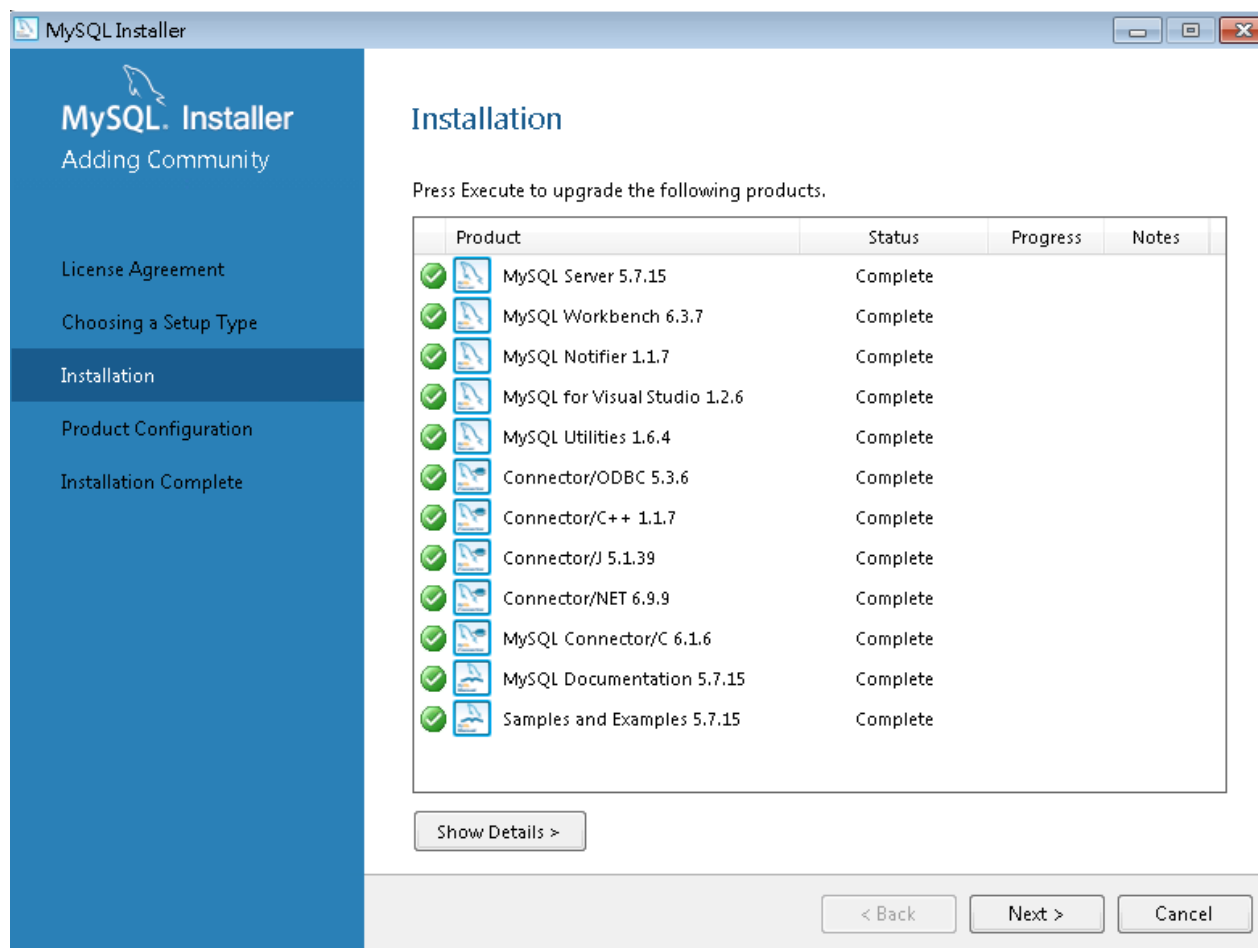 MySQL Installer
MySQL. Installer
Adding Community
License Agreement
Choosing a Setup Type
Installation
Product Configuration
Installation Complete
Installation
Press Execute to upgrade the following products.
Product Status Progress Notes
MySQL Server 5.7.15 Complete
MySQL Workbench 6.3.7 Complete
MySQL Notifier 1.1.7 Complete
MySQL for Visual Studio 1.2.6 Complete
MySQL Utilities 1.6.4 Complete
Connector/ODBC 5.3.6 Complete
Connector/C++ 1.1.7 Complete
Connector/J 5.1.39 Complete
Connector/NET 6.9.9 Complete
MySQL Connector/C 6.1.6 Complete
MySQL Documentation 5.7.15 Complete
Samples and Examples 5.7.15 Complete
Show Details >
< Back Next > Cancel